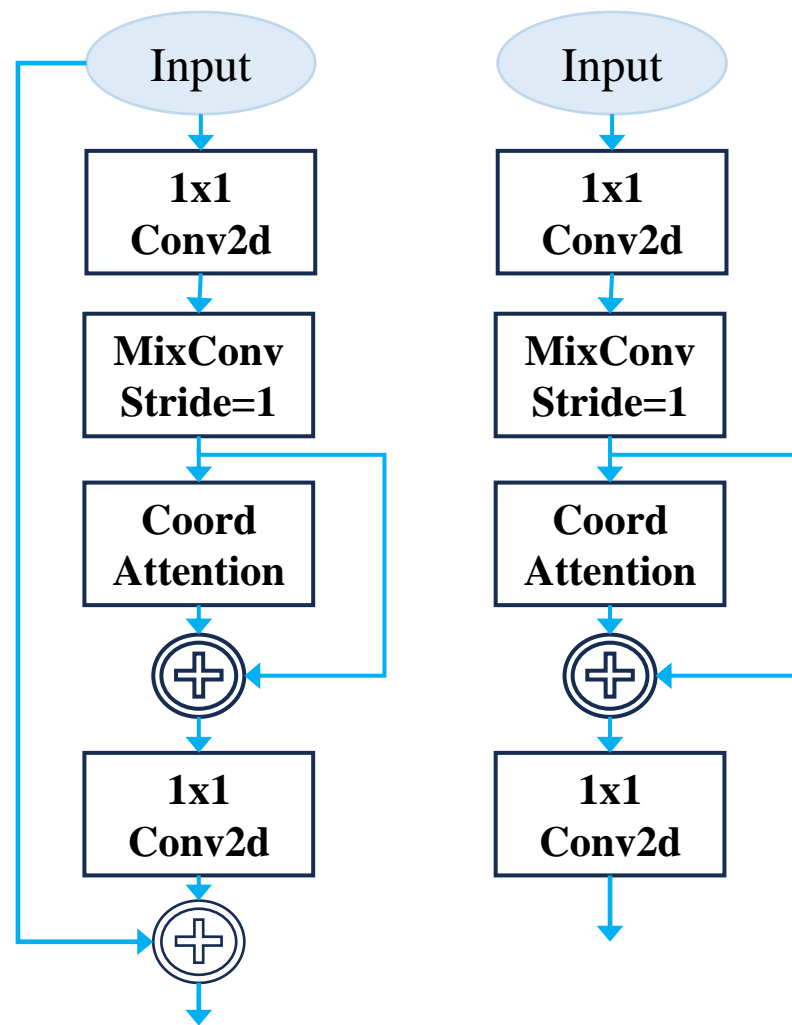 Input
1x1
Conv2d
MixConv
Stride=1
Coord
Attention
1x1
Conv2d
Input
1x1
Conv2d
MixConv
Stride=1
Coord
Attention
1x1
Conv2d